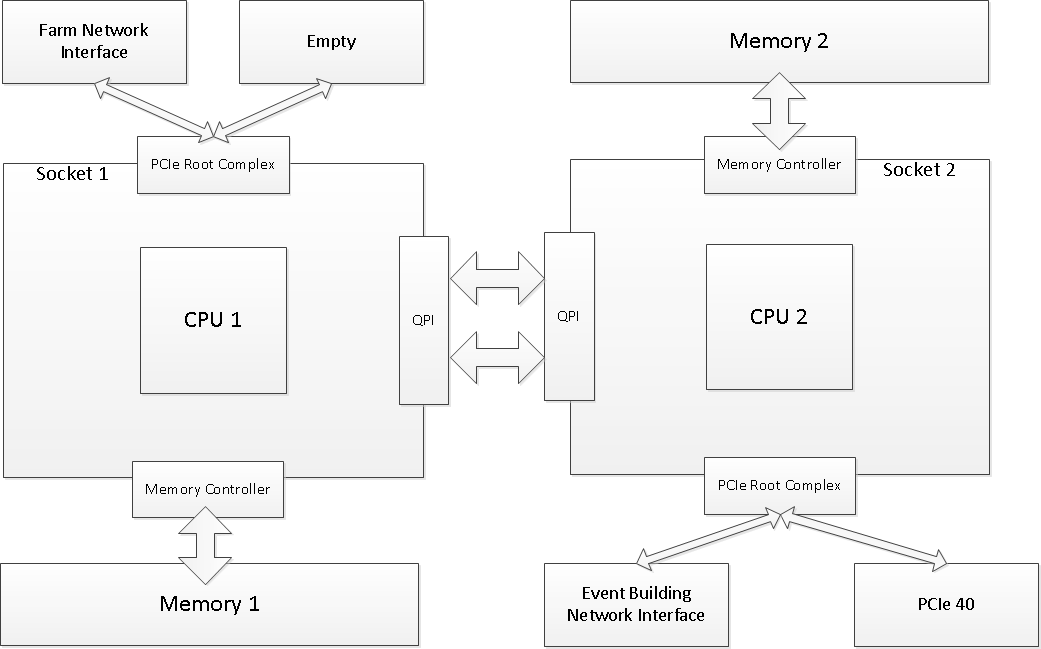 Farm Network
Interface
Empty
Memory 2
PCIe Root Complex
Memory Controller
Socket 1
Socket 2
CPU 1
QPI
QPI
CPU 2
Memory Controller
PCIe Root Complex
Memory 1
Event Building
Network Interface
PCIe 40